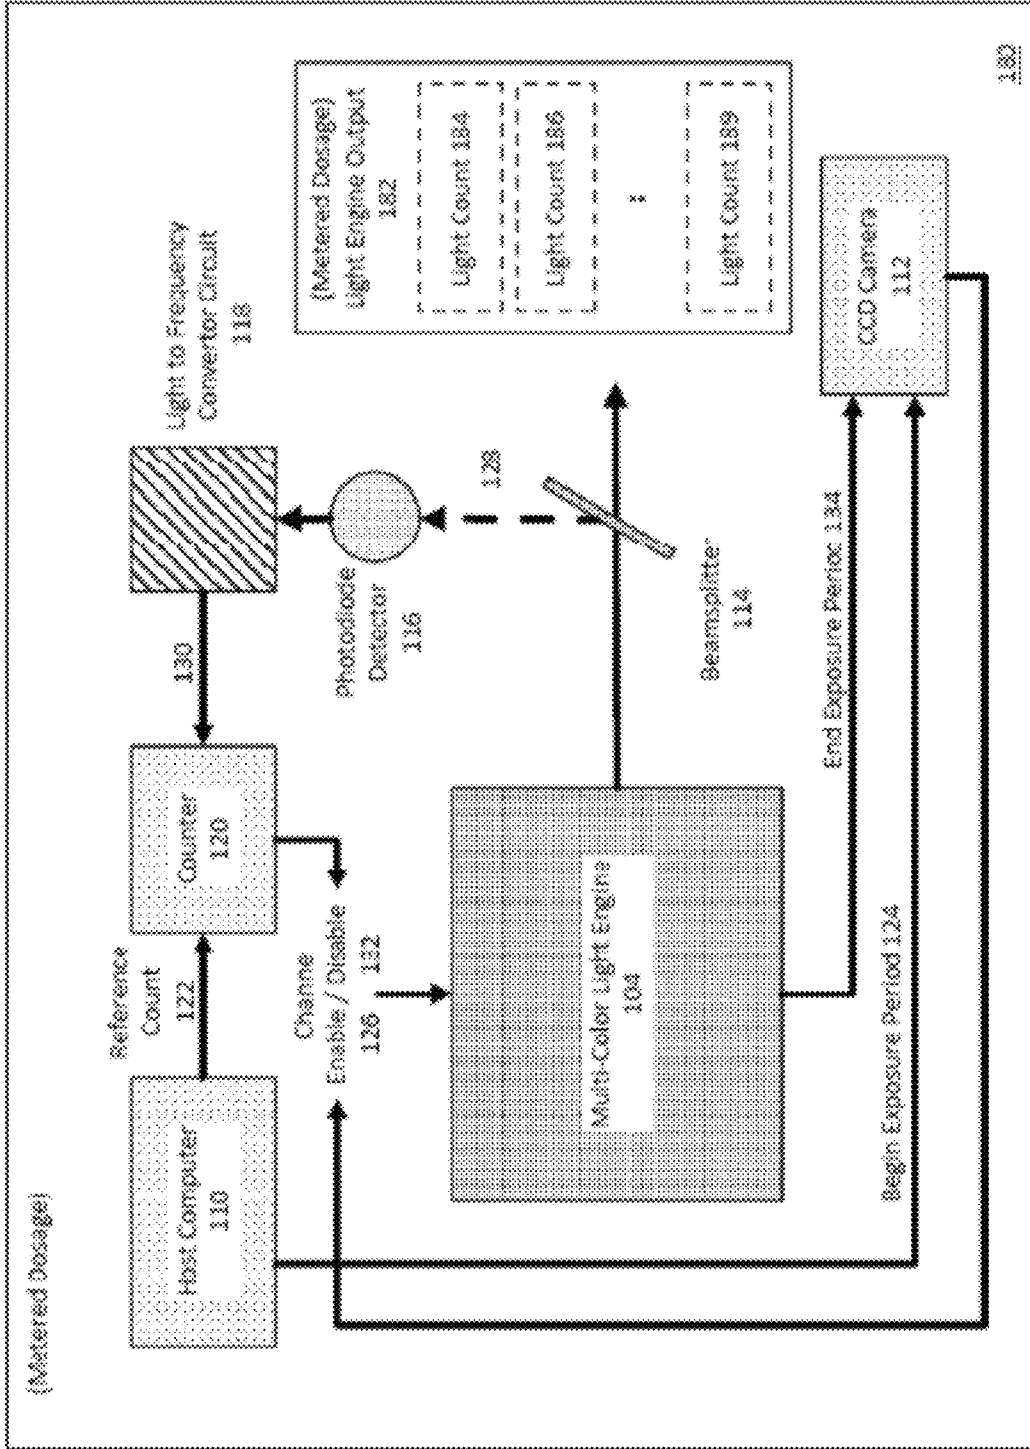 (Metered Dosage)
Host Computer
110
Reference
Count
122
Counter
120
130
Light to Frequency
Convertor Circuit
118
Channe
Enable / Disable
126 132
Photodiode
Detector
116
128
Multi-Color Light Engine
104
Beamsplitter
114
(Metered Dosage)
Light Engine Output
182
Light Count 184
Light Count 186
Light Count 189
End Exposure Period 134
Begin Exposure Period 124
CCD Camera
112
180